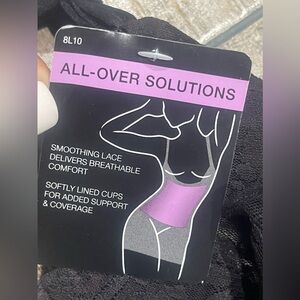 8L10
ALL-OVER SOLUTIONS
SMOOTHING LACE
DELIVERS BREATHABLE
COMFORT
SOFTLY LINED CUPS
FOR ADDED SUPPORT
& COVERAGE